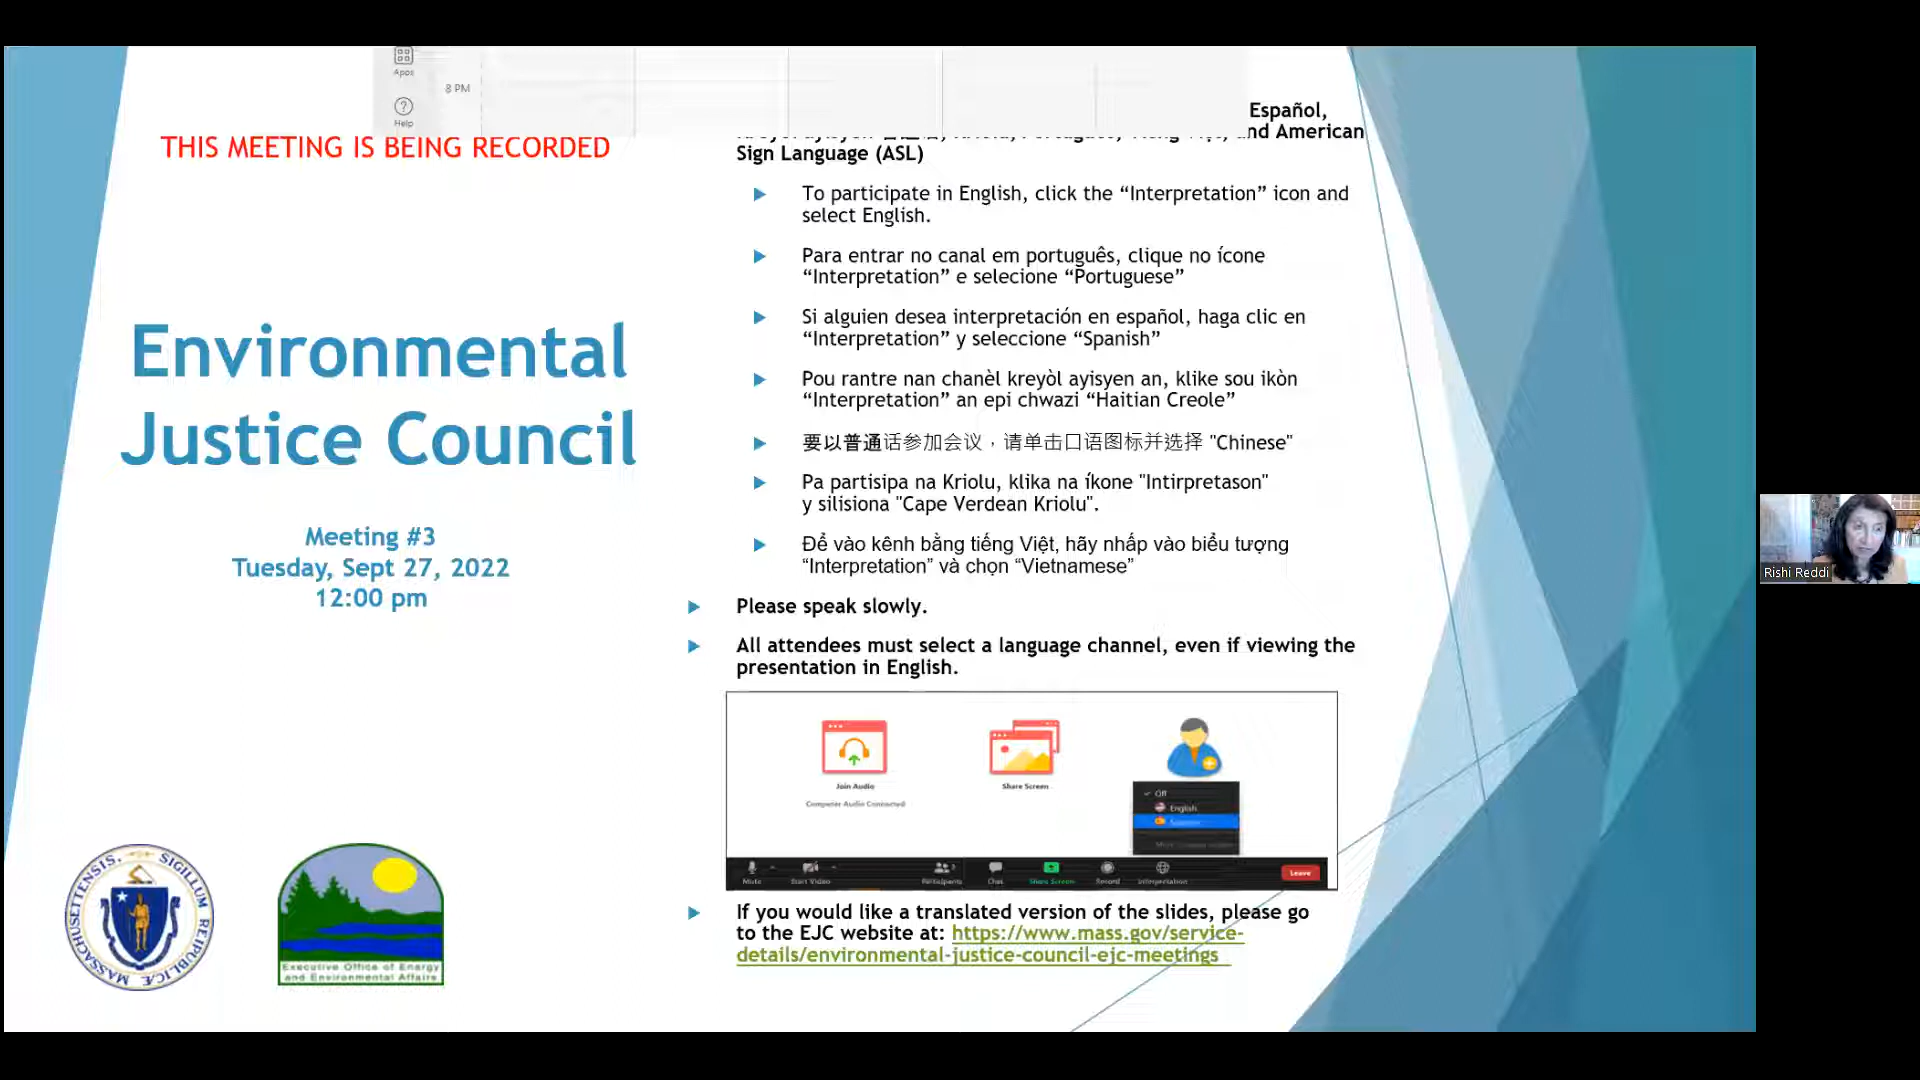 Apps
8 PM
Help
THIS MEETING IS BEING RECORDED
Environmental
Justice Council
Meeting #3
Tuesday, Sept 27, 2022
12:00 pm
MASSACHUSETTENSIS. SIGILLUM REIPUBLICÆ
Executive Office of Energy
and Environmental Affairs
Español,
and American
Sign Language (ASL)
To participate in English, click the “Interpretation” icon and
select English.
Para entrar no canal em português, clique no ícone
“Interpretation” e selecione “Portuguese”
Si alguien desea interpretación en español, haga clic en
“Interpretation” y seleccione “Spanish”
Pou rantre nan chanèl kreyòl ayisyen an, klike sou ikòn
“Interpretation” an epi chwazi “Haitian Creole”
要以普通话参加会议，请单击口语图标并选择 "Chinese"
Pa partisipa na Kriolu, klika na íkone "Intirpretason"
y silisiona "Cape Verdean Kriolu".
Để vào kênh bằng tiếng Việt, hãy nhấp vào biểu tượng
“Interpretation” và chọn “Vietnamese”
Please speak slowly.
All attendees must select a language channel, even if viewing the
presentation in English.
Join Audio
Computer Audio Connected
Share Screen
Off
English
Mute
Start Video
Participants
Chat
Share Screen
Record
Interpretation
Leave
If you would like a translated version of the slides, please go
to the EJC website at: https://www.mass.gov/service-
details/environmental-justice-council-ejc-meetings
Rishi Reddi